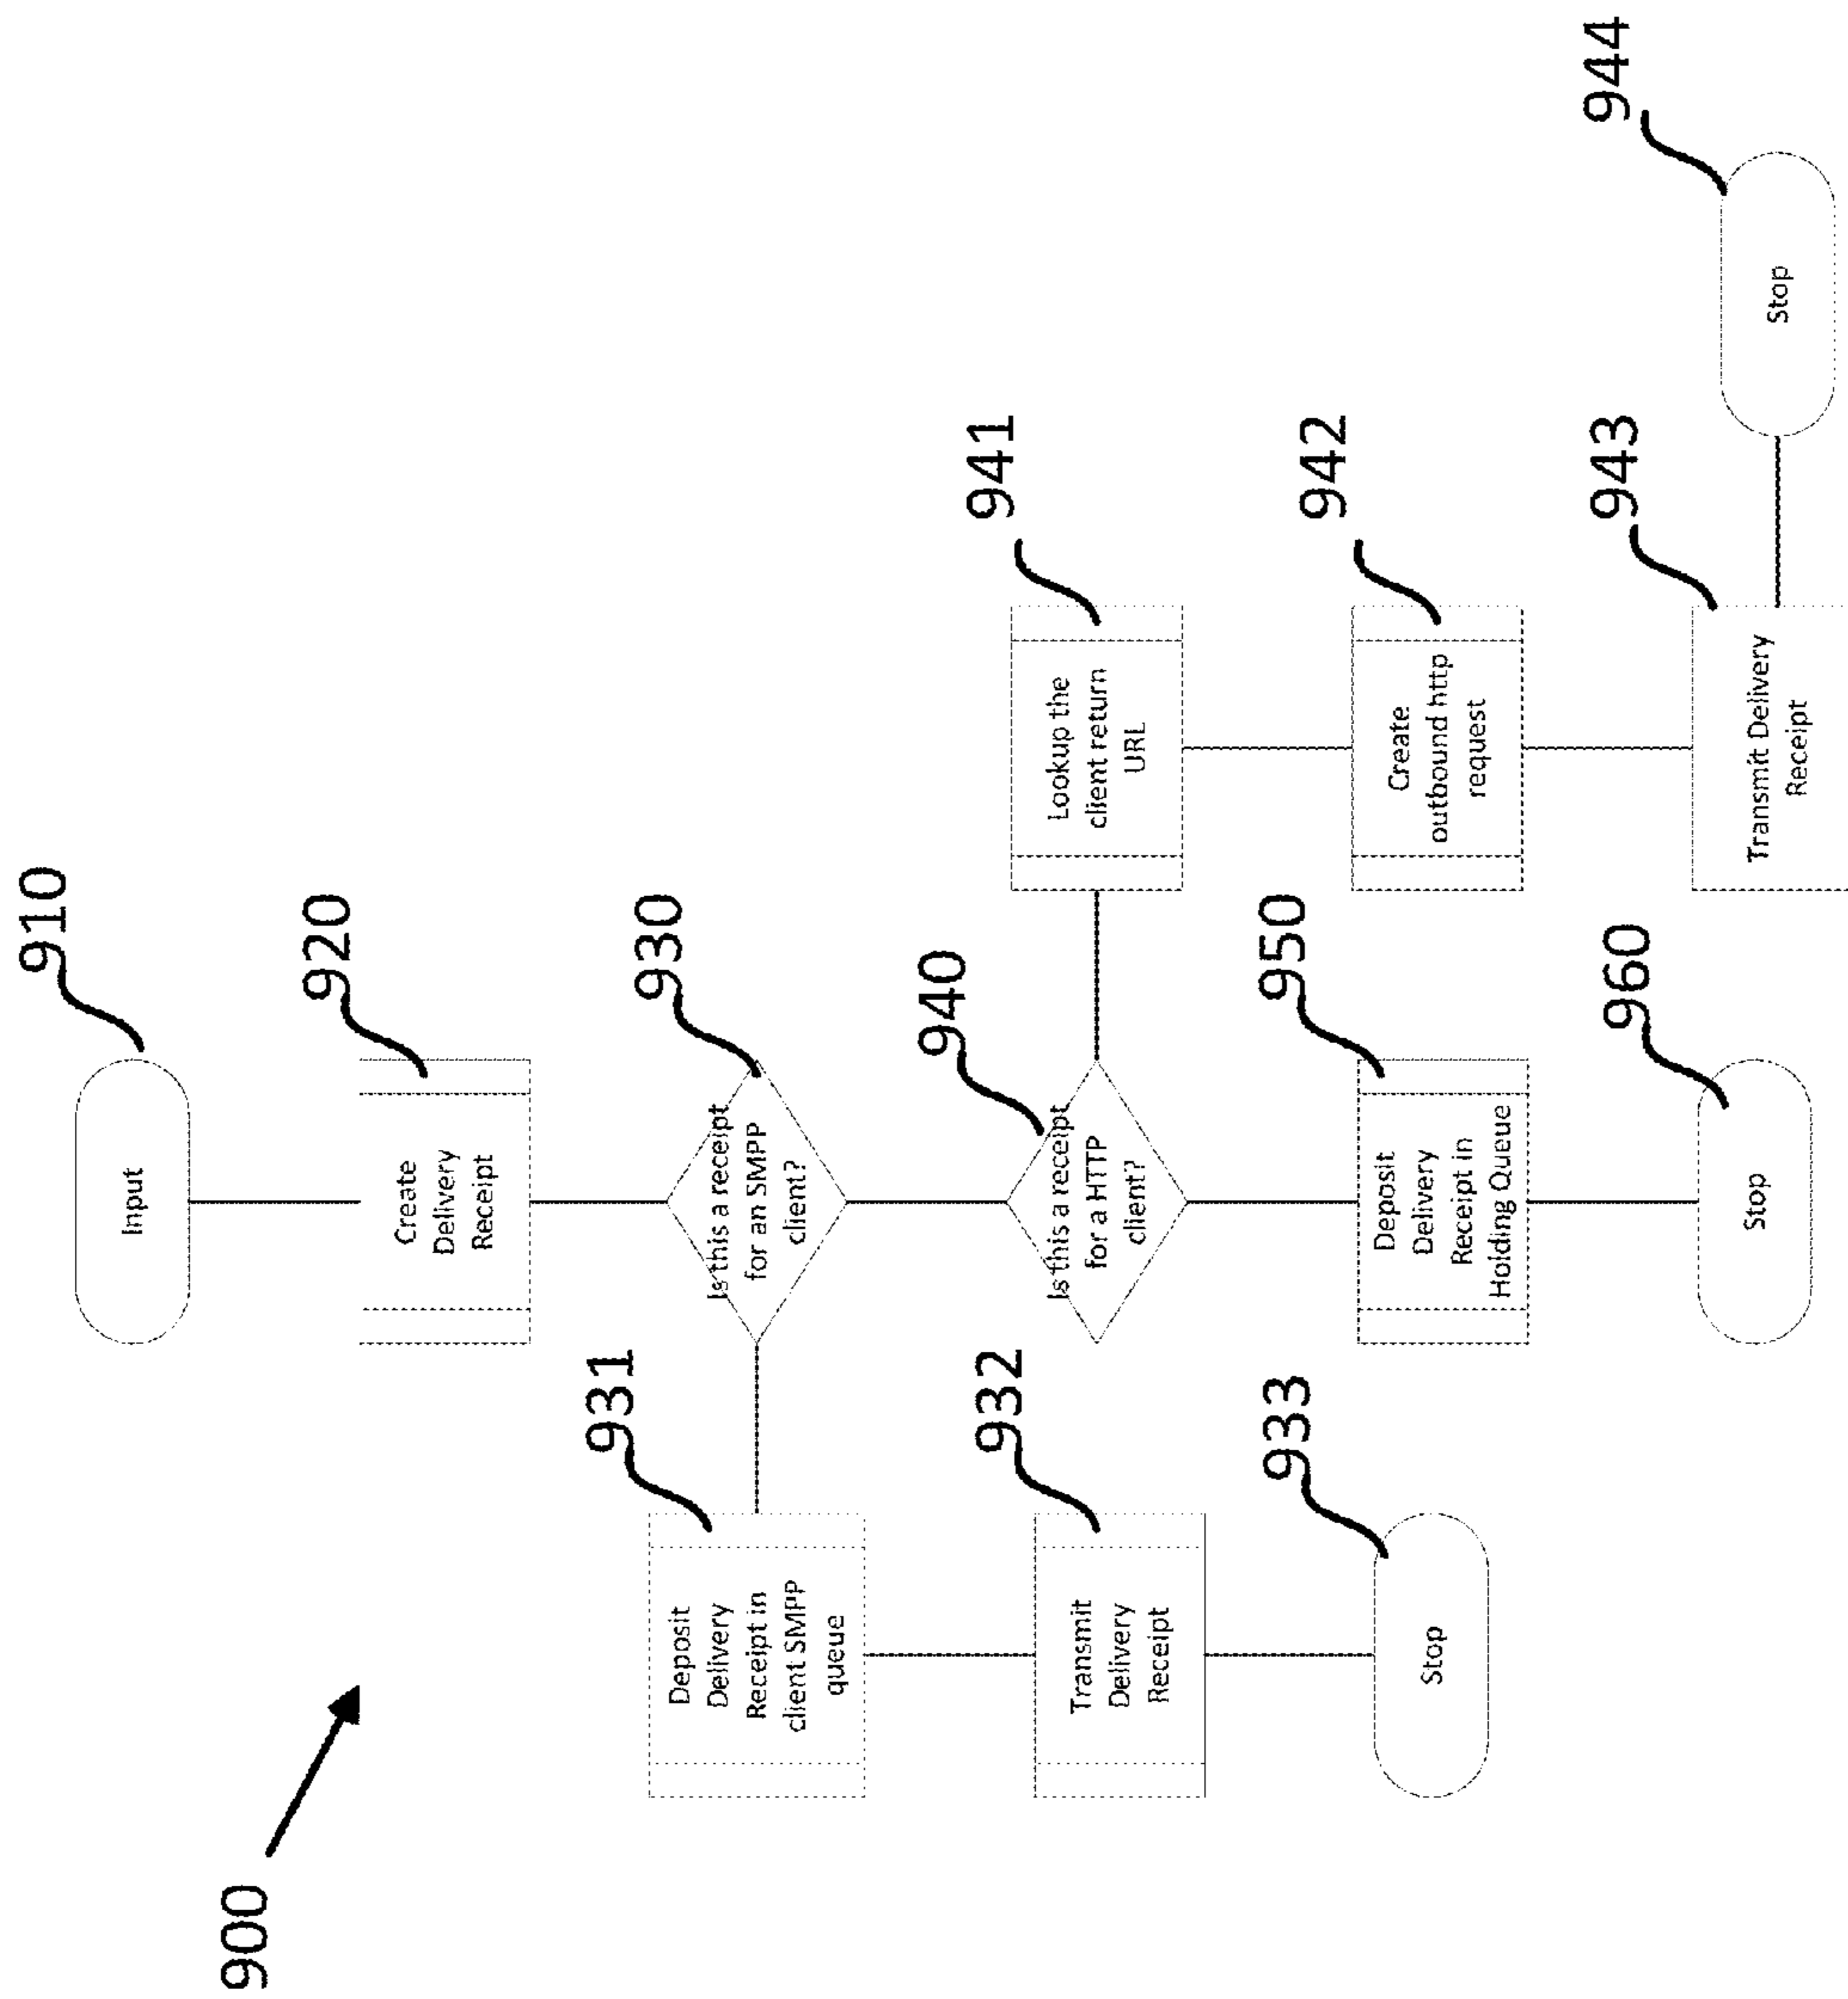 900
910
Input
920
Create
Delivery
Receipt
930
Is this a receipt
for an SMPP
client?
931
Deposit
Delivery
Receipt in
client SMPP
queue
932
Transmit
Delivery
Receipt
933
Stop
940
Is this a receipt
for a HTTP
client?
941
Lookup the
client return
URL
942
Create
outbound http
request
943
Transmit Delivery
Receipt
944
Stop
950
Deposit
Delivery
Receipt in
Holding Queue
960
Stop